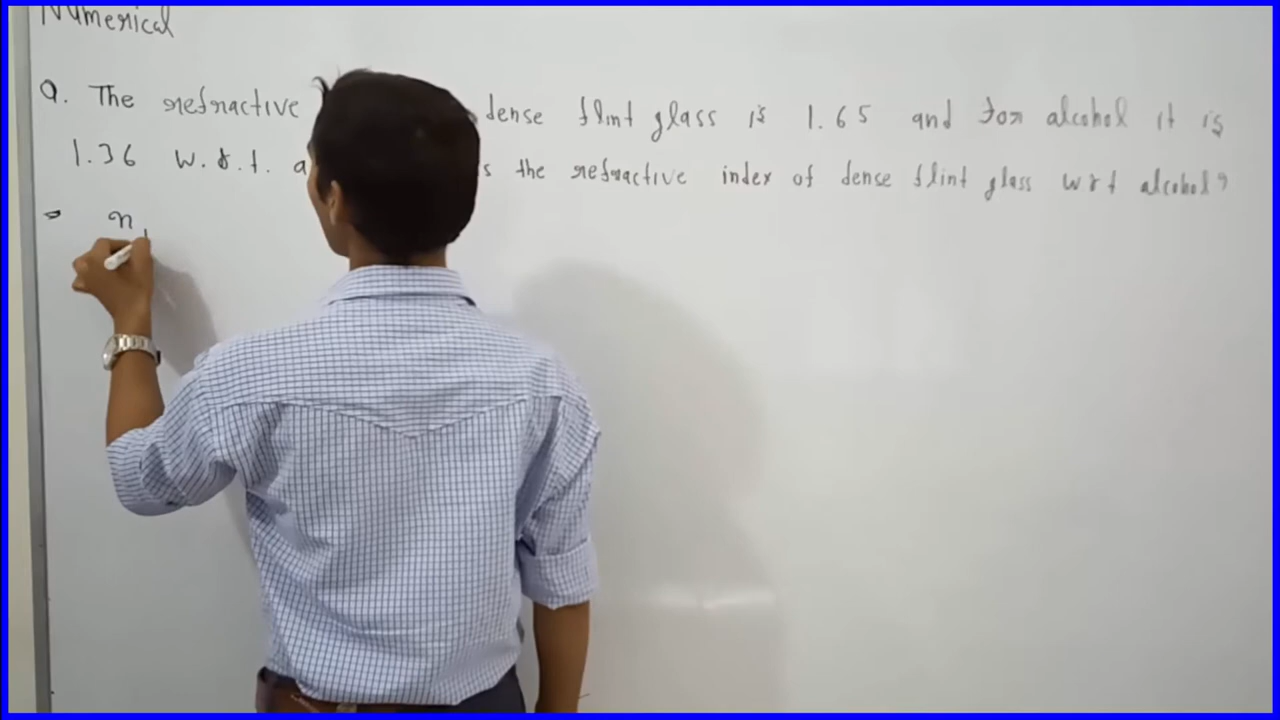 Numerical
Q. The refractive dense flint glass is 1.65 and for alcohol it is
1.36 w.r.t. a s the refractive index of dense flint glass w r t alcohol?
n